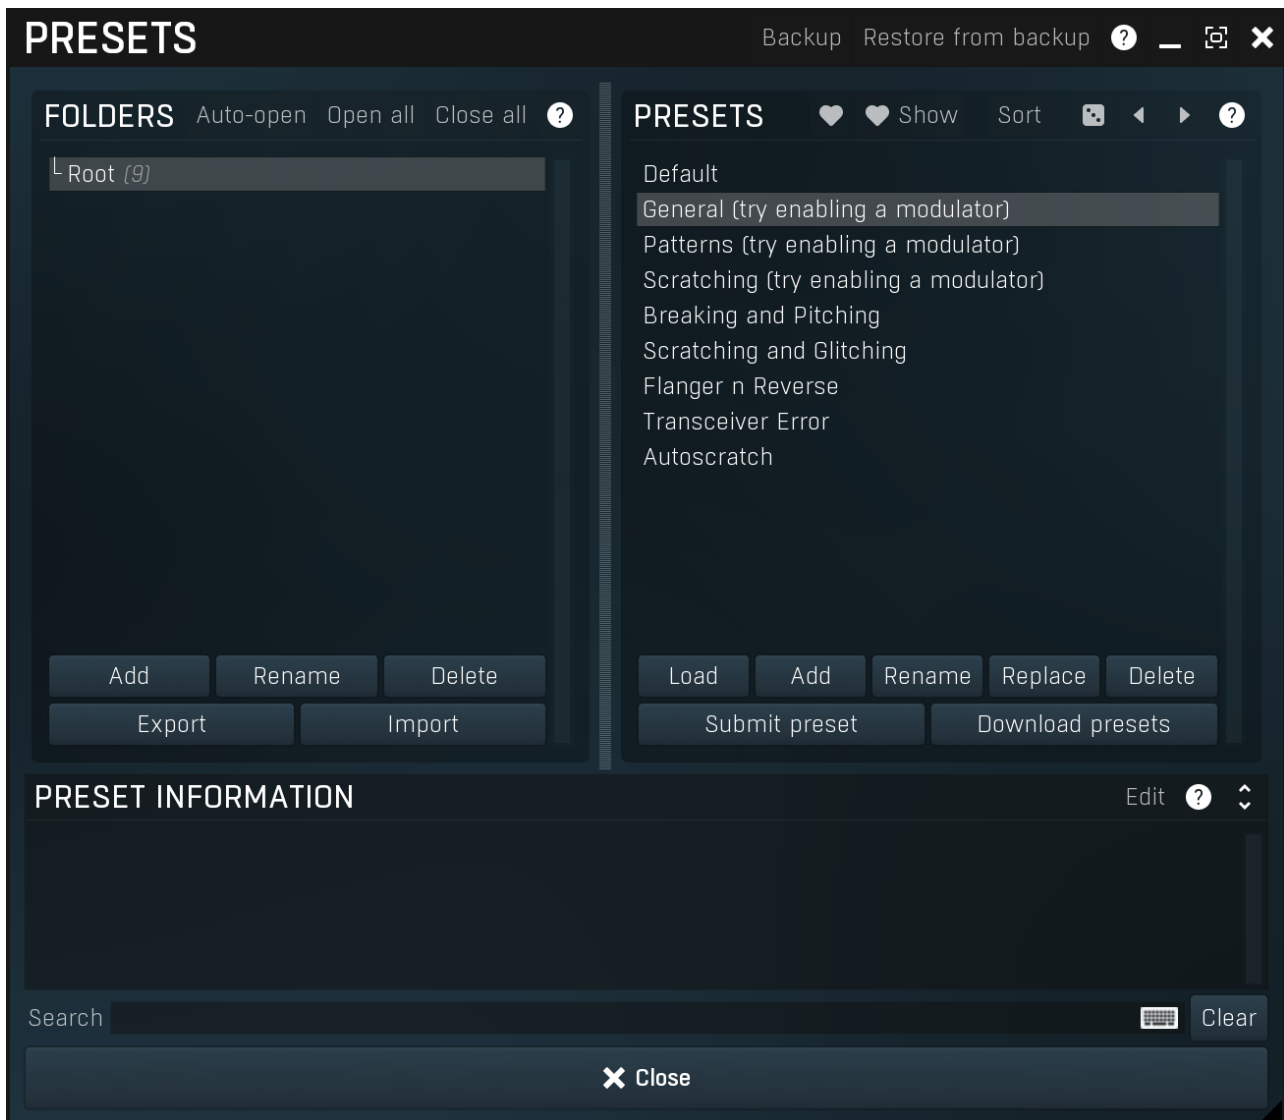 PRESETS Backup Restore from backup ?
FOLDERS Auto-open Open all Close all ?
Root (9)
Add Rename Delete
Export Import
PRESETS Show Sort ?
Default
General (try enabling a modulator)
Patterns (try enabling a modulator)
Scratching (try enabling a modulator)
Breaking and Pitching
Scratching and Glitching
Flanger n Reverse
Transceiver Error
Autoscratch
Load Add Rename Replace Delete
Submit preset Download presets
PRESET INFORMATION Edit ?
Search Clear
Close